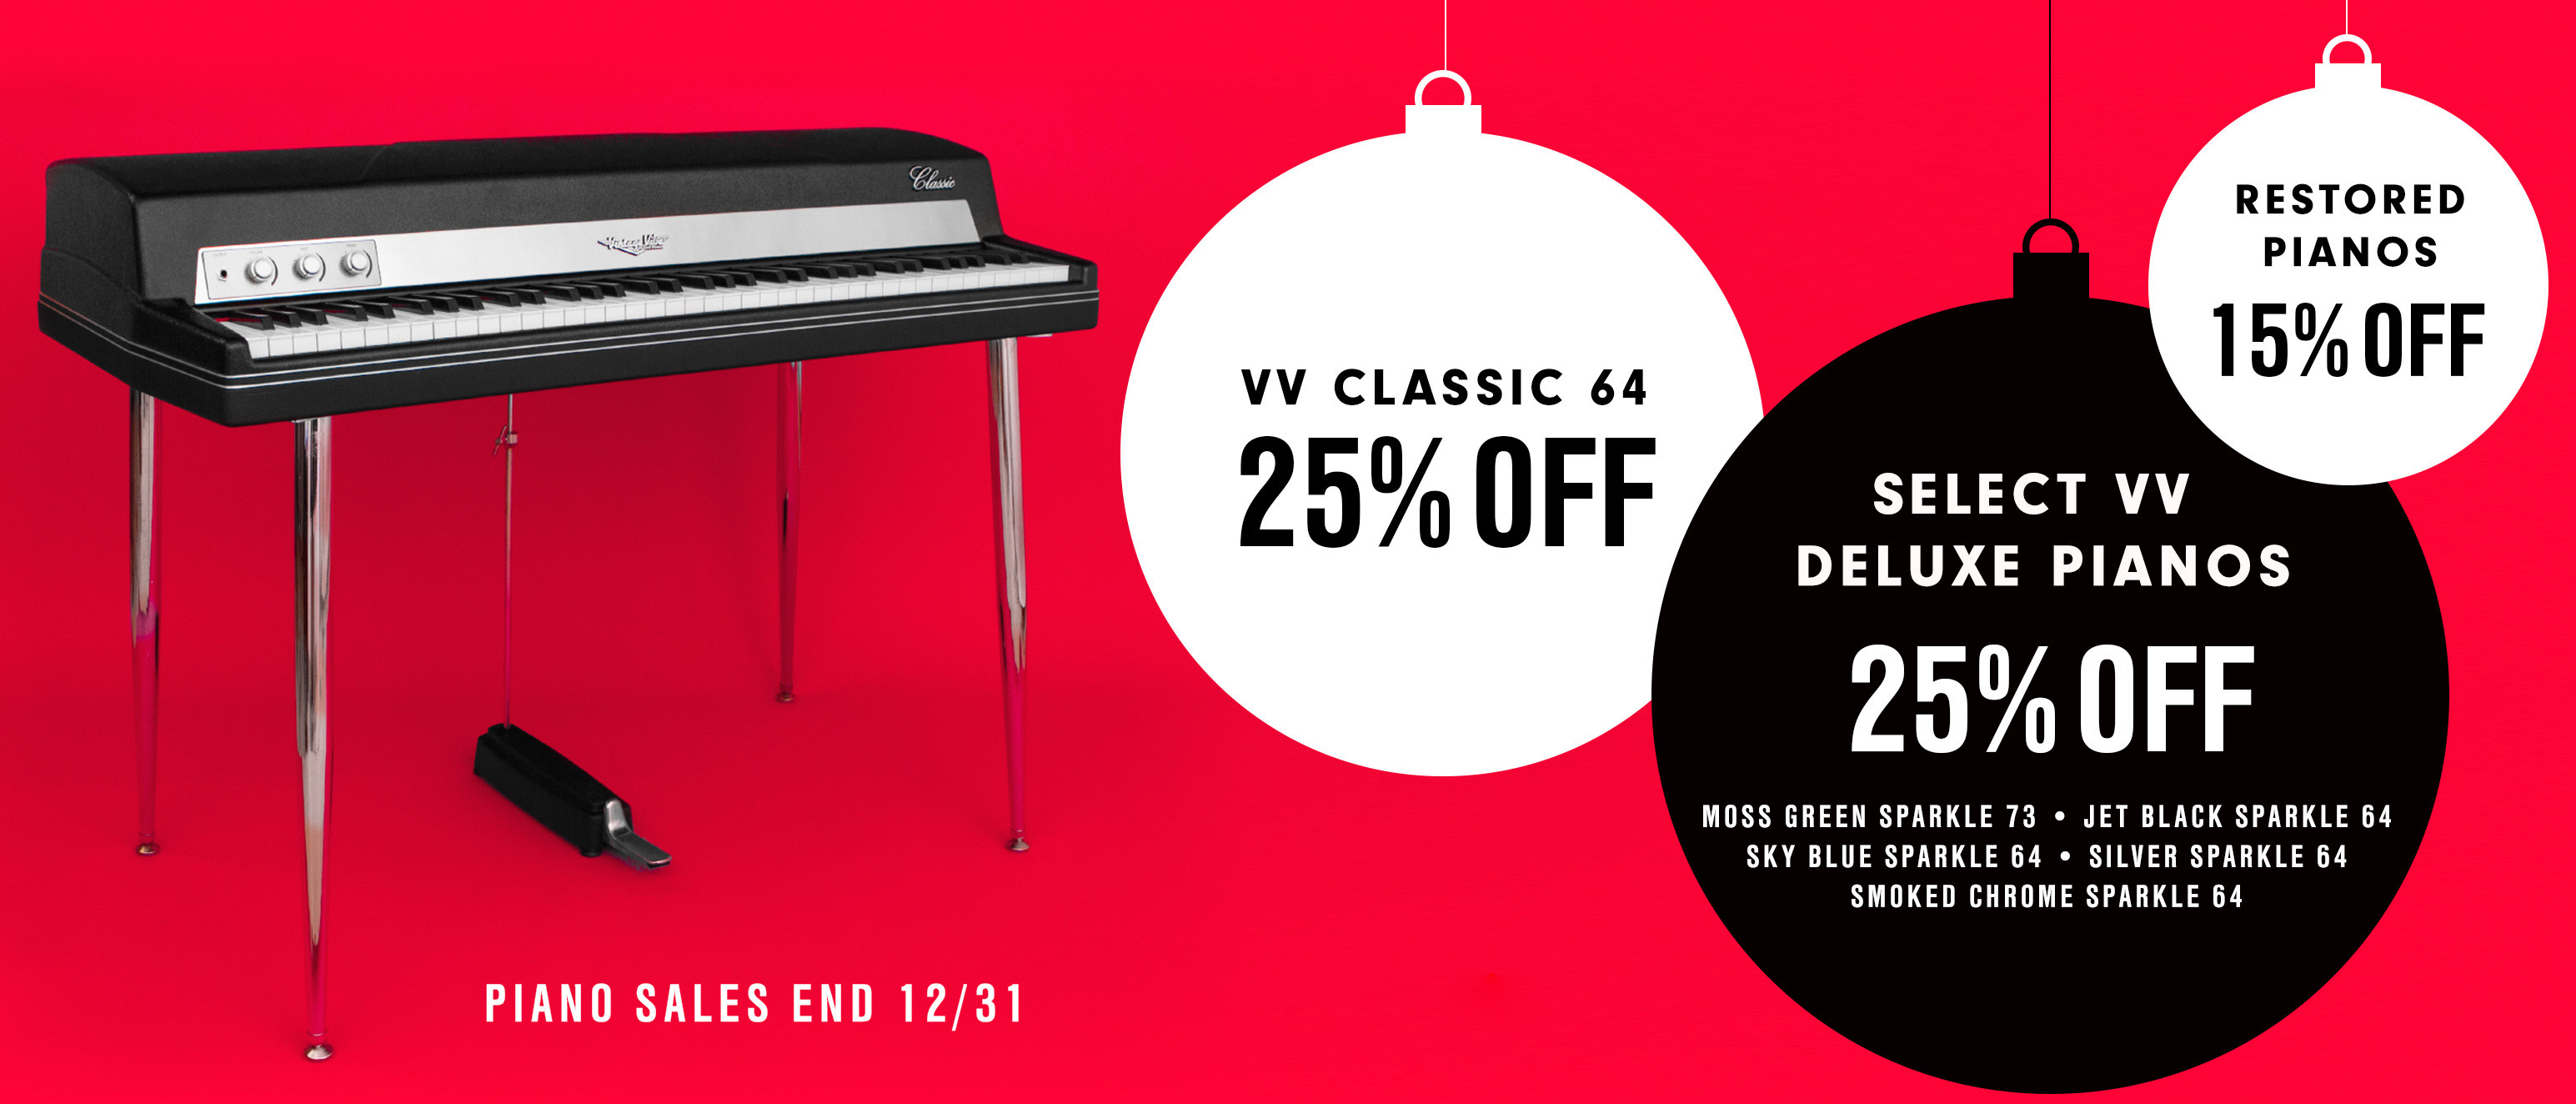 Classic
Vintage Vibe
PIANO SALES END 12/31
VV CLASSIC 64
25% OFF
SELECT VV
DELUXE PIANOS
25% OFF
MOSS GREEN SPARKLE 73 • JET BLACK SPARKLE 64
SKY BLUE SPARKLE 64 • SILVER SPARKLE 64
SMOKED CHROME SPARKLE 64
RESTORED
PIANOS
15% OFF